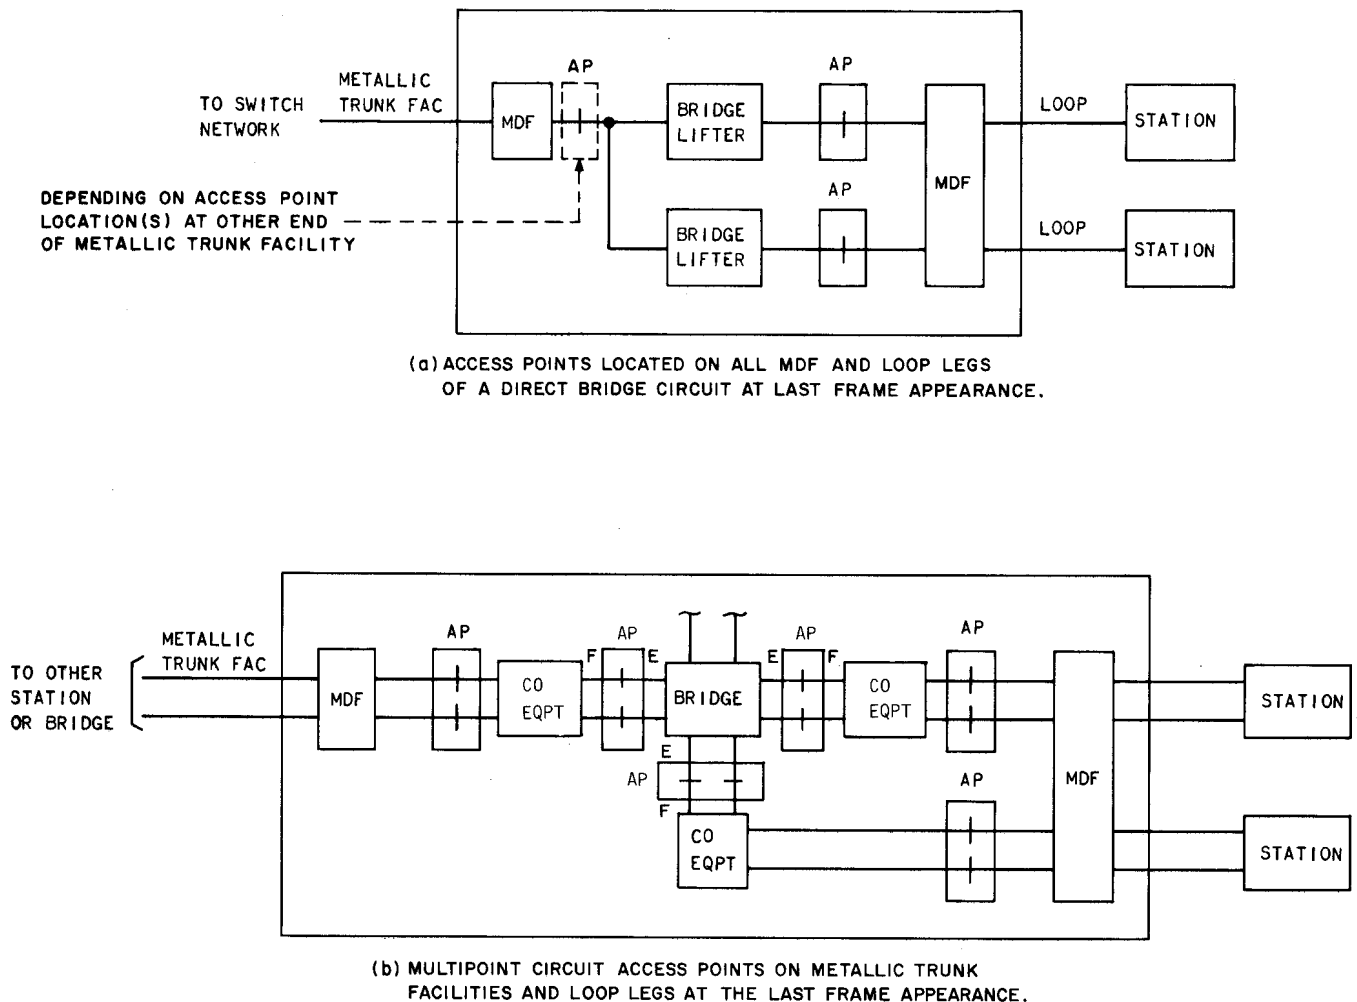 AP
METALLIC
TRUNK FAC
TO SWITCH
NETWORK
MDF
BRIDGE
LIFTER
AP
MDF
LOOP
STATION
DEPENDING ON ACCESS POINT
LOCATION(S) AT OTHER END
OF METALLIC TRUNK FACILITY
BRIDGE
LIFTER
AP
LOOP
STATION
(a) ACCESS POINTS LOCATED ON ALL MDF AND LOOP LEGS
OF A DIRECT BRIDGE CIRCUIT AT LAST FRAME APPEARANCE.
METALLIC
TRUNK FAC
TO OTHER
STATION
OR BRIDGE
MDF
AP
CO
EQPT
F
AP
E
BRIDGE
E
AP
F
CO
EQPT
AP
MDF
STATION
E
AP
F
CO
EQPT
AP
STATION
(b) MULTIPOINT CIRCUIT ACCESS POINTS ON METALLIC TRUNK
FACILITIES AND LOOP LEGS AT THE LAST FRAME APPEARANCE.